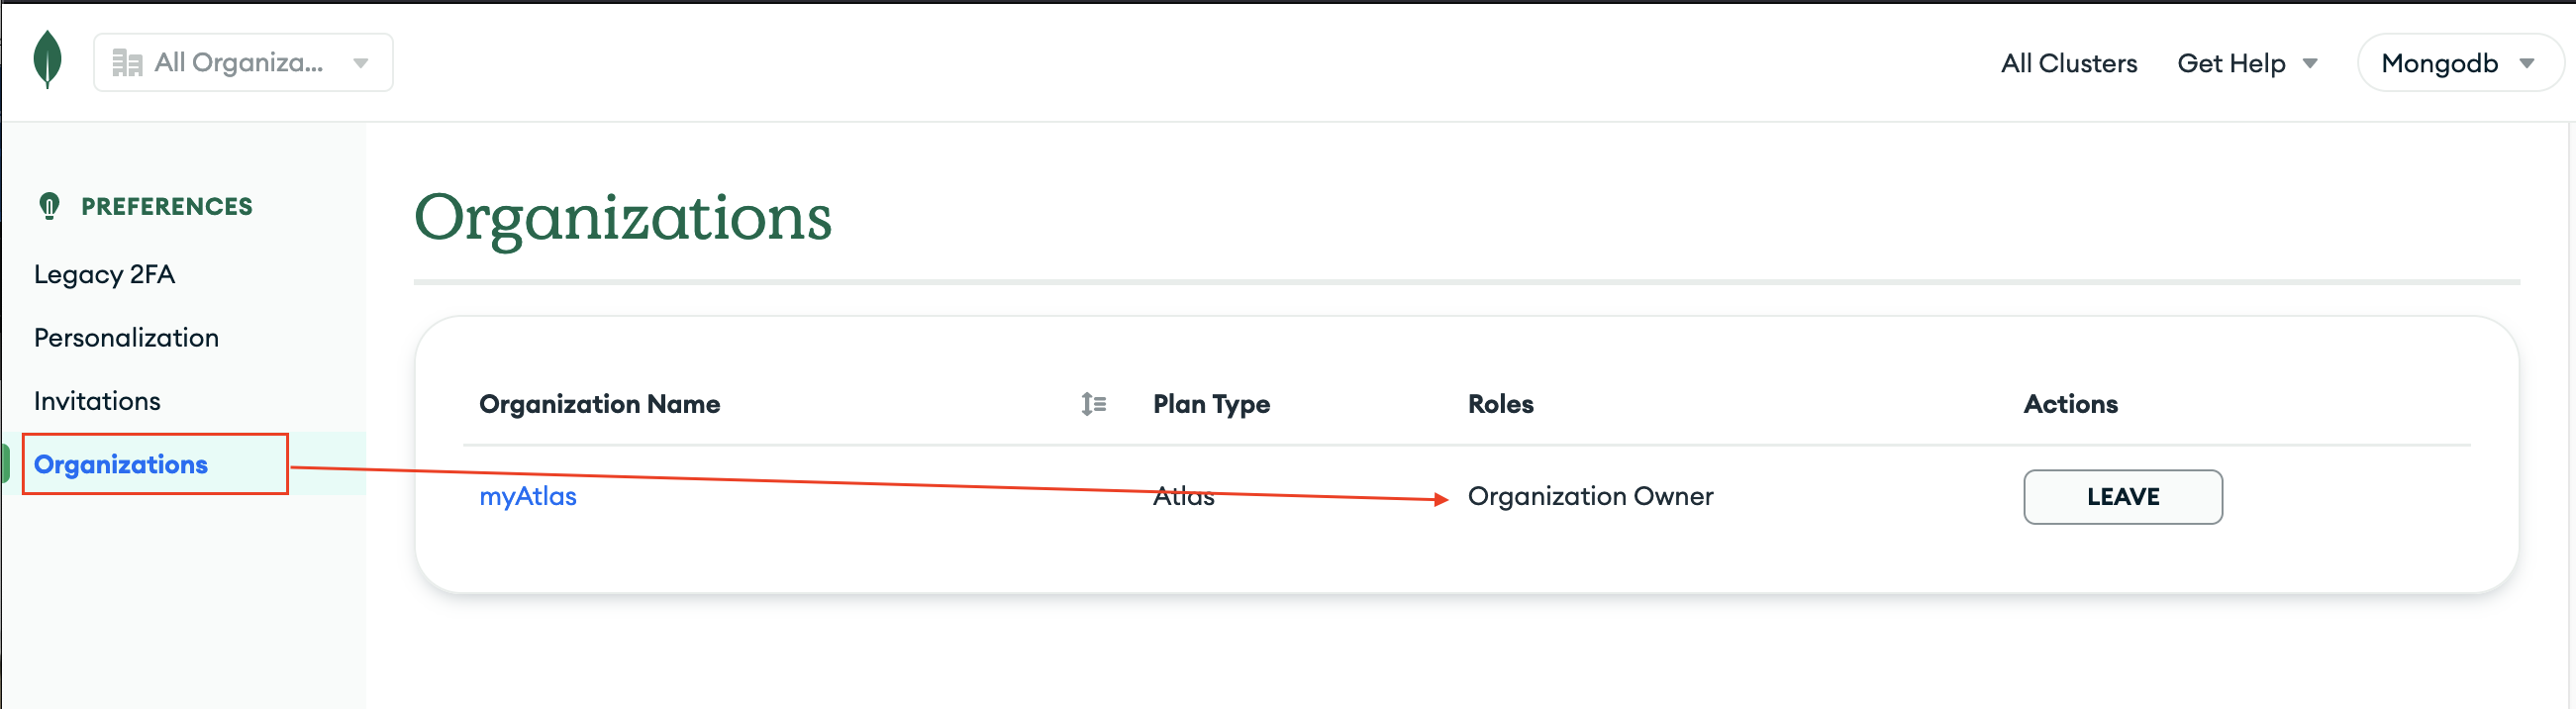 All Organiza...
All Clusters
Get Help
Mongodb
PREFERENCES
Legacy 2FA
Personalization
Invitations
Organizations
Organizations
Organization Name Plan Type Roles Actions
myAtlas Atlas Organization Owner LEAVE